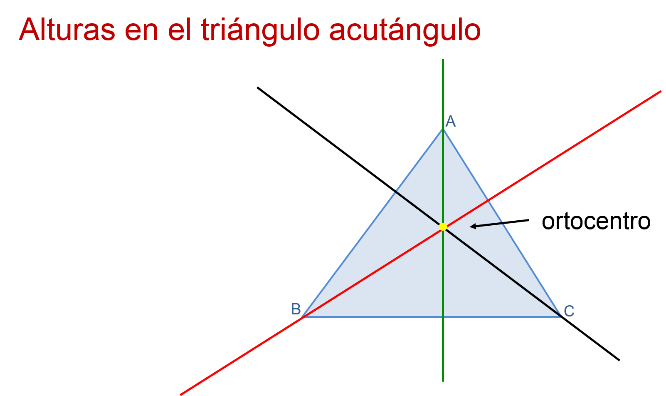 Alturas en el triángulo acutángulo
A
ortocentro
B
C